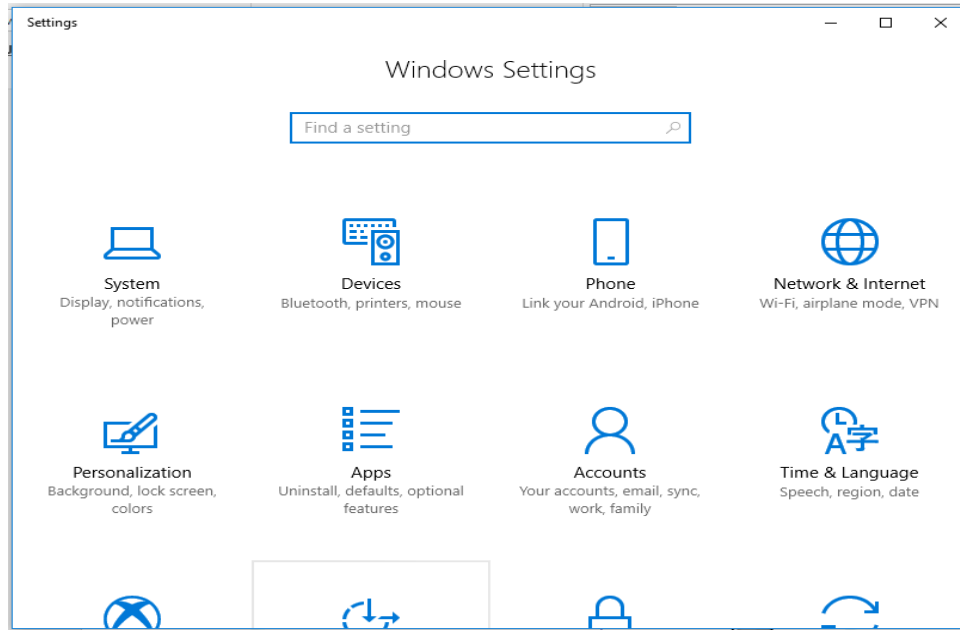 Settings
Windows Settings
Find a setting
System
Display, notifications,
power
Devices
Bluetooth, printers, mouse
Phone
Link your Android, iPhone
Network & Internet
Wi-Fi, airplane mode, VPN
Personalization
Background, lock screen,
colors
Apps
Uninstall, defaults, optional
features
Accounts
Your accounts, email, sync,
work, family
Time & Language
Speech, region, date